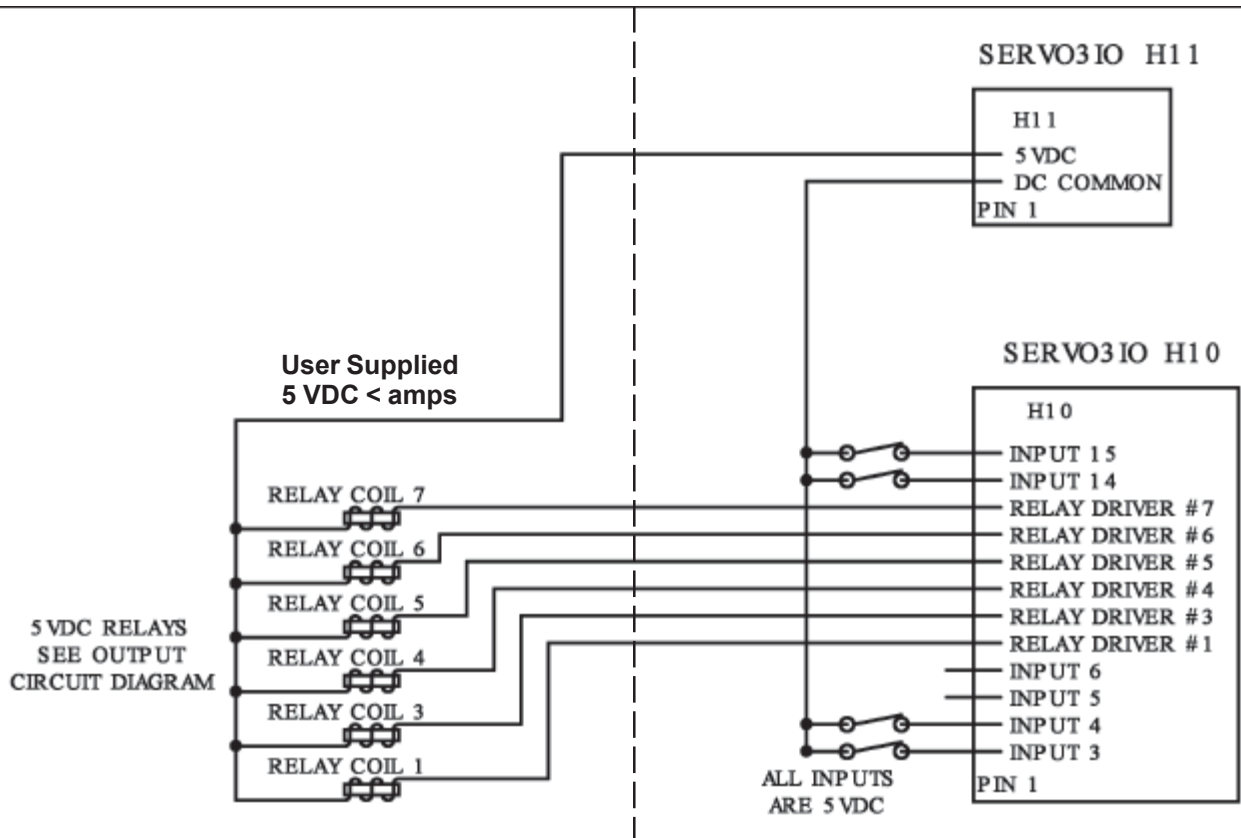 SERVO3IO H11
H11
5 VDC
DC COMMON
PIN 1
User Supplied
5 VDC < amps
SERVO3IO H10
H10
INPUT 15
INPUT 14
RELAY DRIVER #7
RELAY DRIVER #6
RELAY DRIVER #5
RELAY DRIVER #4
RELAY DRIVER #3
RELAY DRIVER #1
INPUT 6
INPUT 5
INPUT 4
INPUT 3
PIN 1
RELAY COIL 7
RELAY COIL 6
RELAY COIL 5
RELAY COIL 4
RELAY COIL 3
RELAY COIL 1
5 VDC RELAYS
SEE OUTPUT
CIRCUIT DIAGRAM
ALL INPUTS
ARE 5 VDC